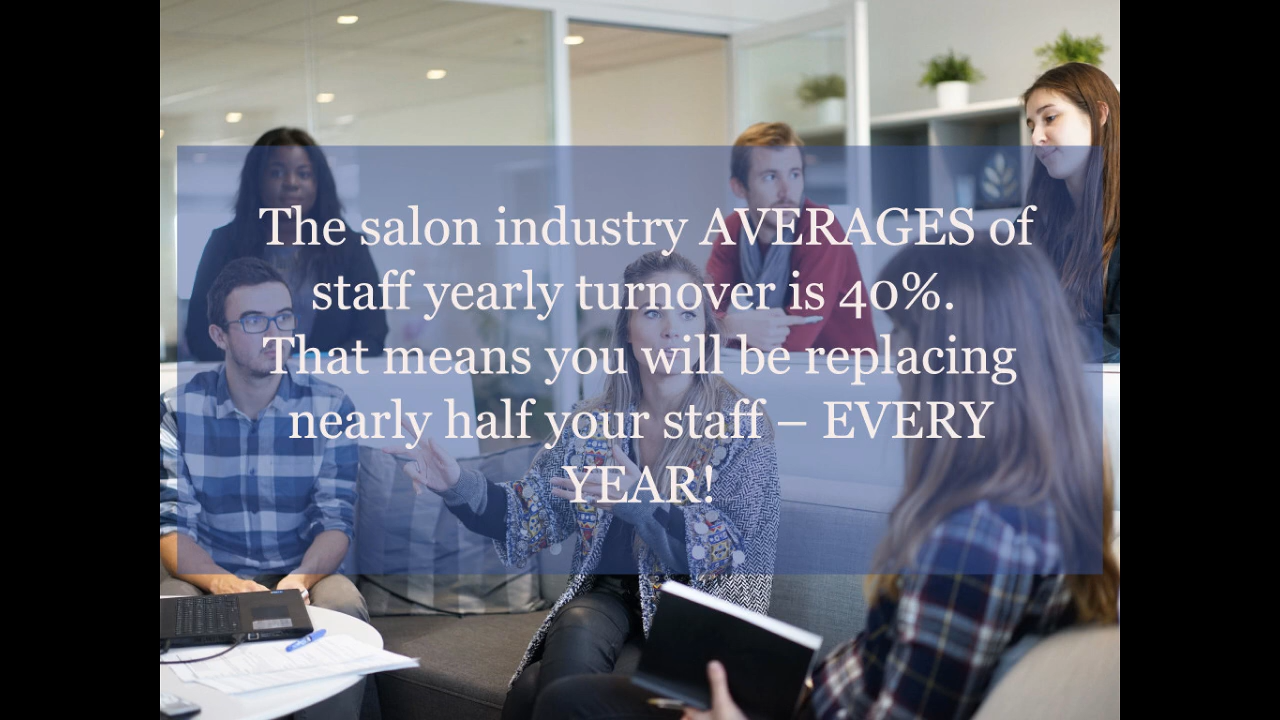 The salon industry AVERAGES of
staff yearly turnover is 40%.
That means you will be replacing
nearly half your staff – EVERY
YEAR!